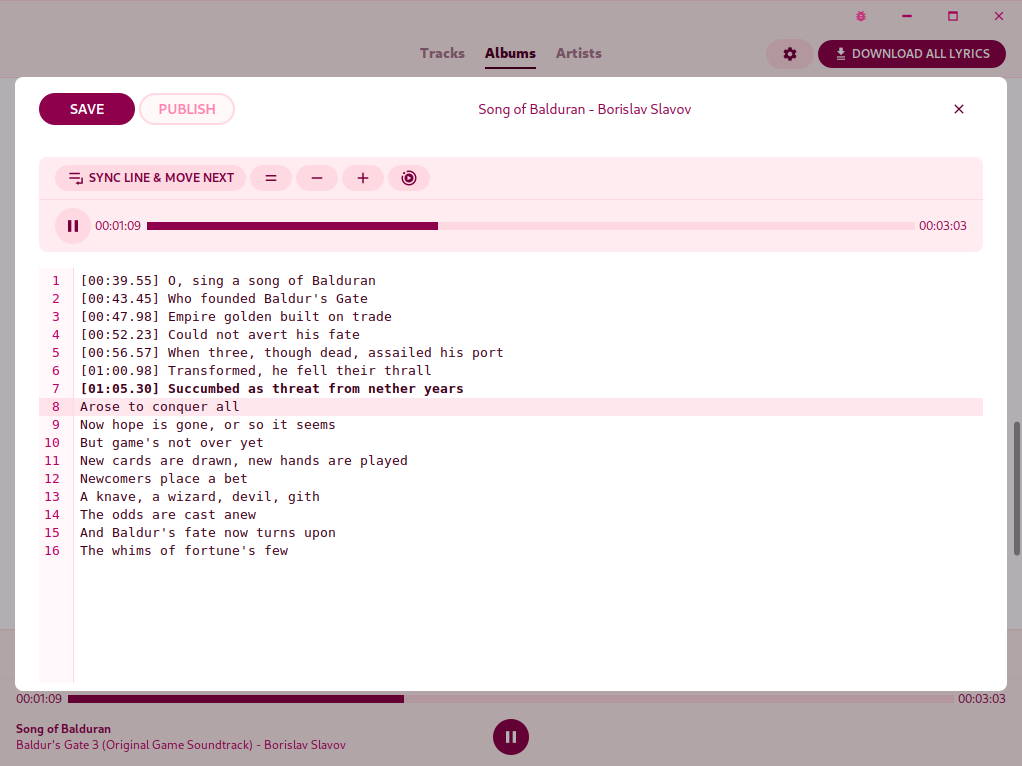 Tracks Albums Artists
DOWNLOAD ALL LYRICS
SAVE PUBLISH Song of Balduran - Borislav Slavov
SYNC LINE & MOVE NEXT = − +
00:01:09 00:03:03
1 [00:39.55] O, sing a song of Balduran
2 [00:43.45] Who founded Baldur's Gate
3 [00:47.98] Empire golden built on trade
4 [00:52.23] Could not avert his fate
5 [00:56.57] When three, though dead, assailed his port
6 [01:00.98] Transformed, he fell their thrall
7 [01:05.30] Succumbed as threat from nether years
8 Arose to conquer all
9 Now hope is gone, or so it seems
10 But game's not over yet
11 New cards are drawn, new hands are played
12 Newcomers place a bet
13 A knave, a wizard, devil, gith
14 The odds are cast anew
15 And Baldur's fate now turns upon
16 The whims of fortune's few
00:01:09 00:03:03
Song of Balduran
Baldur's Gate 3 (Original Game Soundtrack) - Borislav Slavov